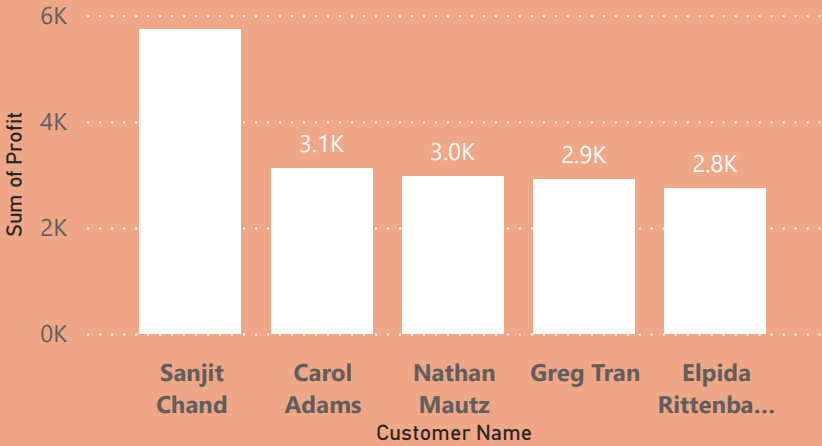 6K
4K
2K
0K
Sum of Profit
3.1K
3.0K
2.9K
2.8K
Sanjit
Chand
Carol
Adams
Nathan
Mautz
Greg Tran
Elpida
Rittenba...
Customer Name